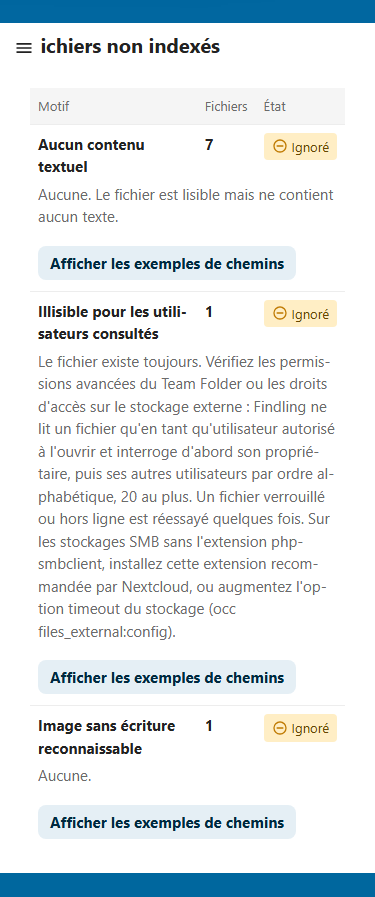 ichiers non indexés
Motif Fichiers État
Aucun contenu 7 Ignoré
textuel
Aucune. Le fichier est lisible mais ne contient
aucun texte.
Afficher les exemples de chemins
Illisible pour les utili- 1 Ignoré
sateurs consultés
Le fichier existe toujours. Vérifiez les permis-
sions avancées du Team Folder ou les droits
d'accès sur le stockage externe : Findling ne
lit un fichier qu'en tant qu'utilisateur autorisé
à l'ouvrir et interroge d'abord son proprié-
taire, puis ses autres utilisateurs par ordre al-
phabétique, 20 au plus. Un fichier verrouillé
ou hors ligne est réessayé quelques fois. Sur
les stockages SMB sans l'extension php-
smbclient, installez cette extension recom-
mandée par Nextcloud, ou augmentez l'op-
tion timeout du stockage (occ
files_external:config).
Afficher les exemples de chemins
Image sans écriture 1 Ignoré
reconnaissable
Aucune.
Afficher les exemples de chemins